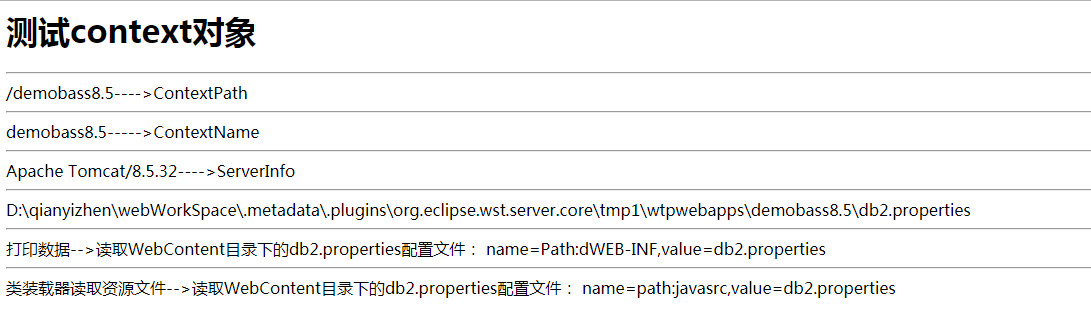 测试context对象
/demobass8.5---->ContextPath
demobass8.5----->ContextName
Apache Tomcat/8.5.32---->ServerInfo
D:\qianyizhen\webWorkSpace\.metadata\.plugins\org.eclipse.wst.server.core\tmp1\wtpwebapps\demobass8.5\db2.properties
打印数据-->读取WebContent目录下的db2.properties配置文件： name=Path:dWEB-INF,value=db2.properties
类装载器读取资源文件-->读取WebContent目录下的db2.properties配置文件： name=path:javasrc,value=db2.properties